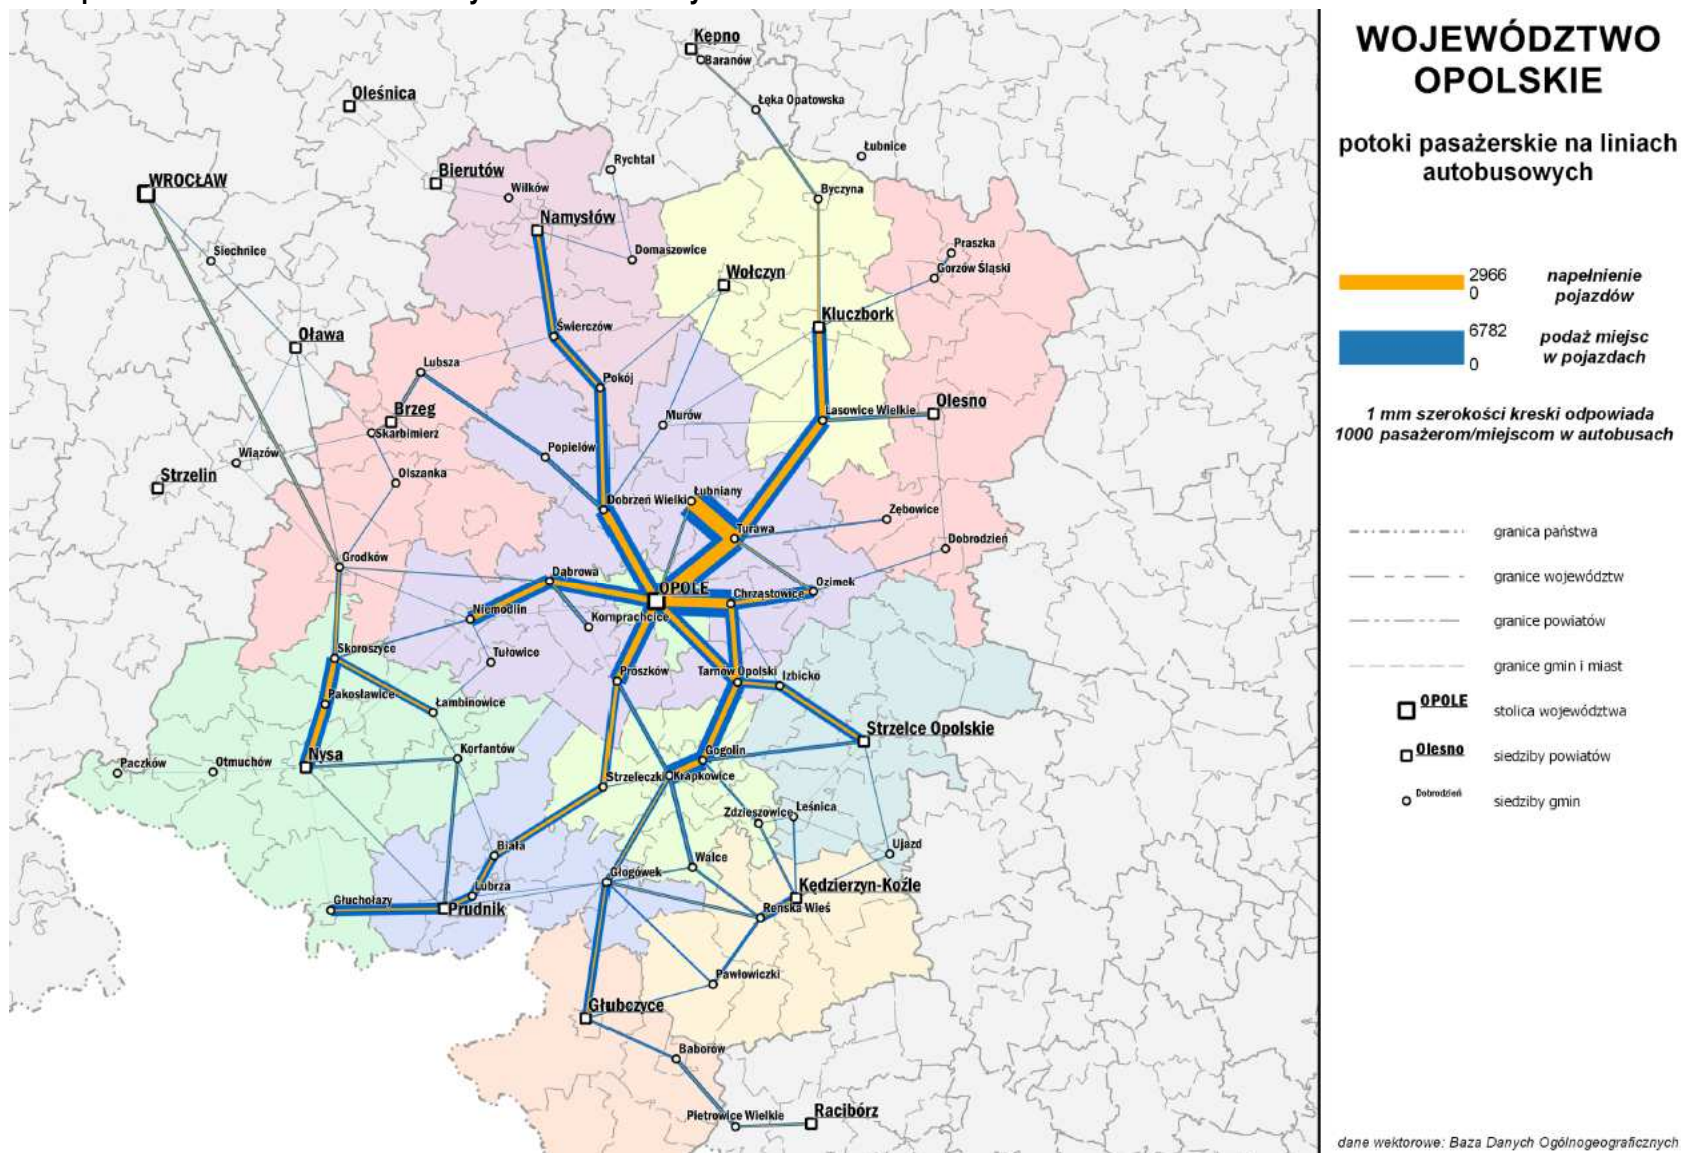 Kępno
Baranów
Oleśnica
Łęka Opatowska
Łubnice
Rychtal
Bierutów
WROCŁAW
Wilków
Byczyna
Namysłów
Praszka
Siechnice
Domaszowice
Gorzów Śląski
Wołczyn
Kluczbork
Oława
Świerczów
Lubsza
Pokój
Olesno
Brzeg
Lasowice Wielkie
Murów
Skarbimierz
Popielów
Wiązów
Strzelin
Olszanka
Łubniany
Dobrzeń Wielki
Zębowice
Turawa
Dobrodzień
Grodków
Dąbrowa
Ozimek
OPOLE
Chrząstowice
Niemodlin
Komprachcice
Skoroszyce
Tułowice
Proszków
Tarnów Opolski
Izbicko
Pakosławice
Łambinowice
Strzelce Opolskie
Nysa
Korfantów
Gogolin
Paczków
Otmuchów
Strzeleczki
Krapkowice
Zdzieszowice
Leśnica
Biała
Ujazd
Walce
Głogówek
Lubrza
Kędzierzyn-Koźle
Głuchołazy
Prudnik
Reńska Wieś
Pawłowiczki
Głubczyce
Baborów
Pietrowice Wielkie
Racibórz
WOJEWÓDZTWO
OPOLSKIE
potoki pasażerskie na liniach
autobusowych
2966
0
napełnienie
pojazdów
6782
0
podaż miejsc
w pojazdach
1 mm szerokości kreski odpowiada
1000 pasażerom/miejscom w autobusach
granica państwa
granice województw
granice powiatów
granice gmin i miast
OPOLE
stolica województwa
Olesno
siedziby powiatów
Dobrodzień
siedziby gmin
dane wektorowe: Baza Danych Ogólnogeograficznych